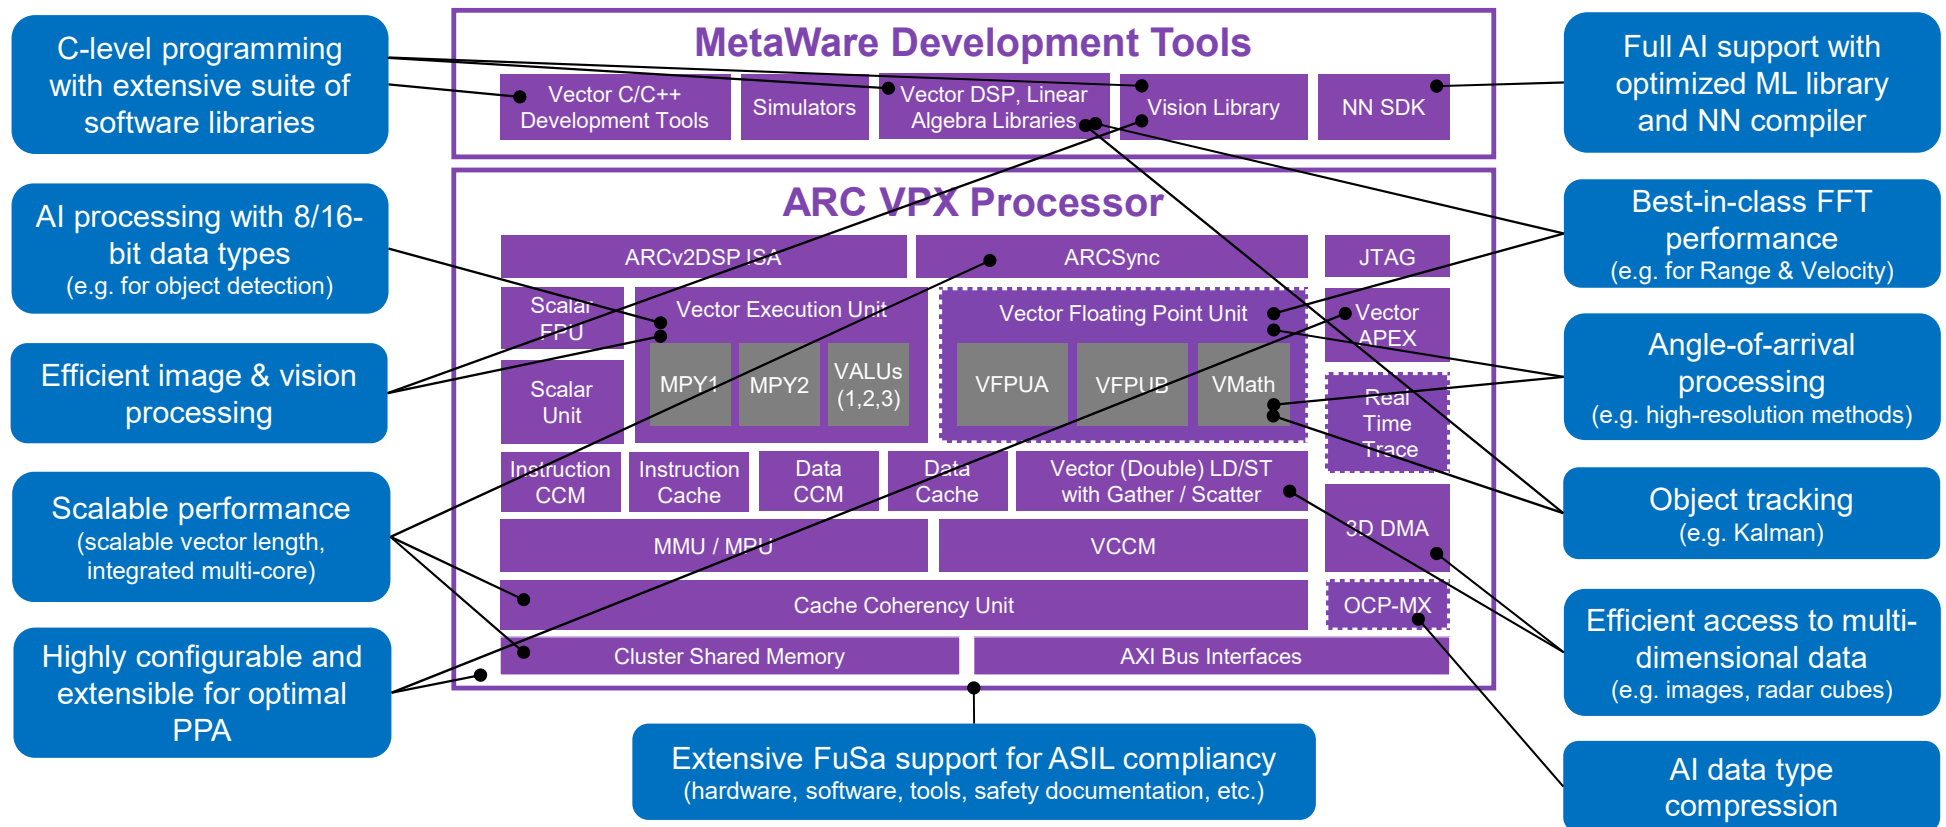 MetaWare Development Tools
C-level programming
with extensive suite of
software libraries
Vector C/C++
Development Tools
Simulators
Vector DSP, Linear
Algebra Libraries
Vision Library
NN SDK
Full AI support with
optimized ML library
and NN compiler
ARC VPX Processor
AI processing with 8/16-
bit data types
(e.g. for object detection)
Efficient image & vision
processing
Scalable performance
(scalable vector length,
integrated multi-core)
Highly configurable and
extensible for optimal
PPA
ARCv2DSP ISA
ARCSync
JTAG
Scalar
FPU
Vector Execution Unit
MPY1
MPY2
VALUs
(1,2,3)
Vector Floating Point Unit
VFPUA
VFPUB
VMath
Vector
APEX
Scalar
Unit
Real
Time
Trace
Instruction
CCM
Instruction
Cache
Data
CCM
Data
Cache
Vector (Double) LD/ST
with Gather / Scatter
3D DMA
MMU / MPU
VCCM
Cache Coherency Unit
OCP-MX
Cluster Shared Memory
AXI Bus Interfaces
Best-in-class FFT
performance
(e.g. for Range & Velocity)
Angle-of-arrival
processing
(e.g. high-resolution methods)
Object tracking
(e.g. Kalman)
Efficient access to multi-
dimensional data
(e.g. images, radar cubes)
AI data type
compression
Extensive FuSa support for ASIL compliancy
(hardware, software, tools, safety documentation, etc.)